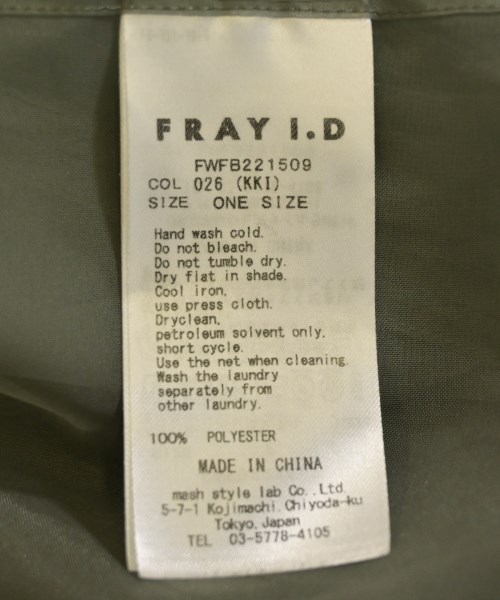 FRAY I.D
FWFB221509
COL 026 (KKI)
SIZE ONE SIZE
Hand wash cold.
Do not bleach.
Do not tumble dry.
Dry flat in shade.
Cool iron,
use press cloth.
Dryclean,
petroleum solvent only,
short cycle.
Use the net when cleaning.
Wash the laundry
separately from
other laundry.
100% POLYESTER
MADE IN CHINA
mash style lab Co.,Ltd.
5-7-1 Kojimachi,Chiyoda-ku
Tokyo,Japan
TEL 03-5778-4105